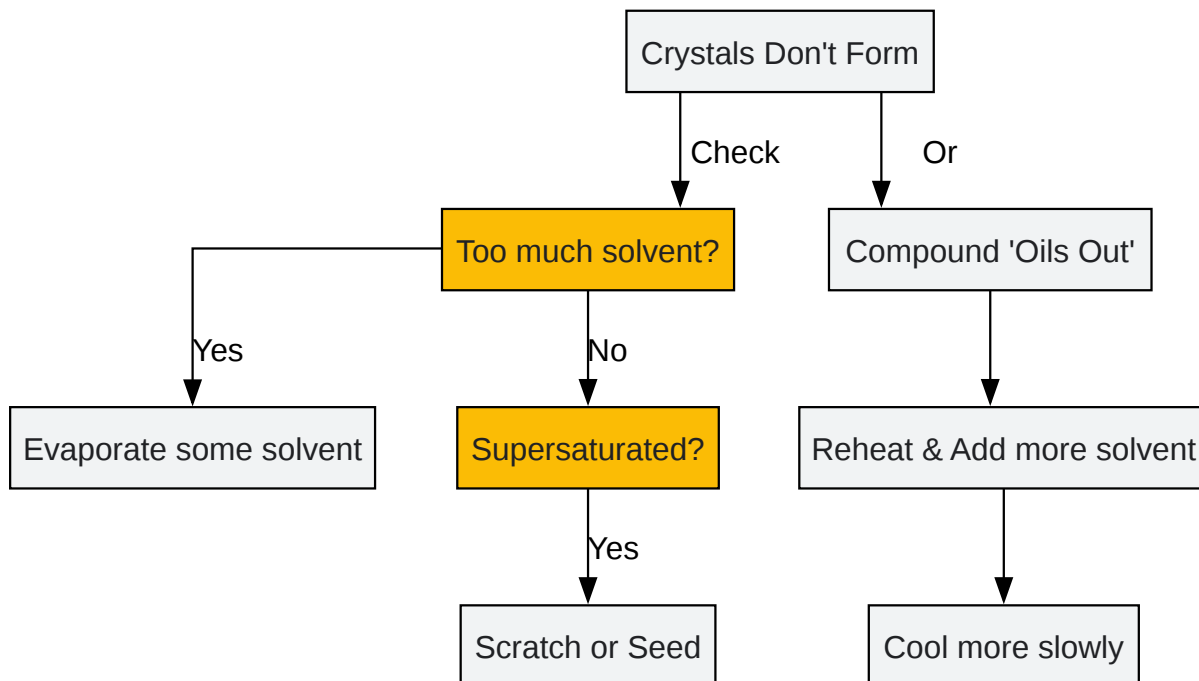 Crystals Don't Form
Check
Or
Too much solvent?
Compound 'Oils Out'
Yes
No
Evaporate some solvent
Supersaturated?
Reheat & Add more solvent
Yes
Scratch or Seed
Cool more slowly